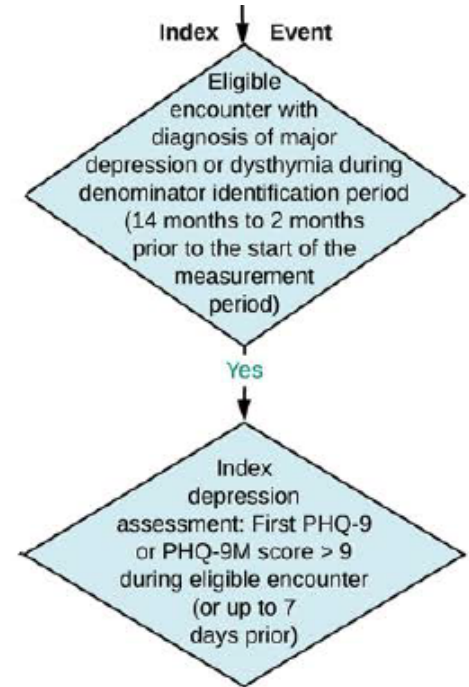 Index Event
Eligible
encounter with
diagnosis of major
depression or dysthymia during
denominator identification period
(14 months to 2 months
prior to the start of the
measurement
period)
Yes
Index
depression
assessment: First PHQ-9
or PHQ-9M score > 9
during eligible encounter
(or up to 7
days prior)